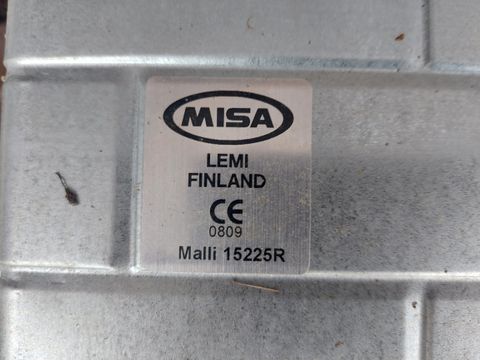 MISA
LEMI
FINLAND
CE
0809
Malli 15225R